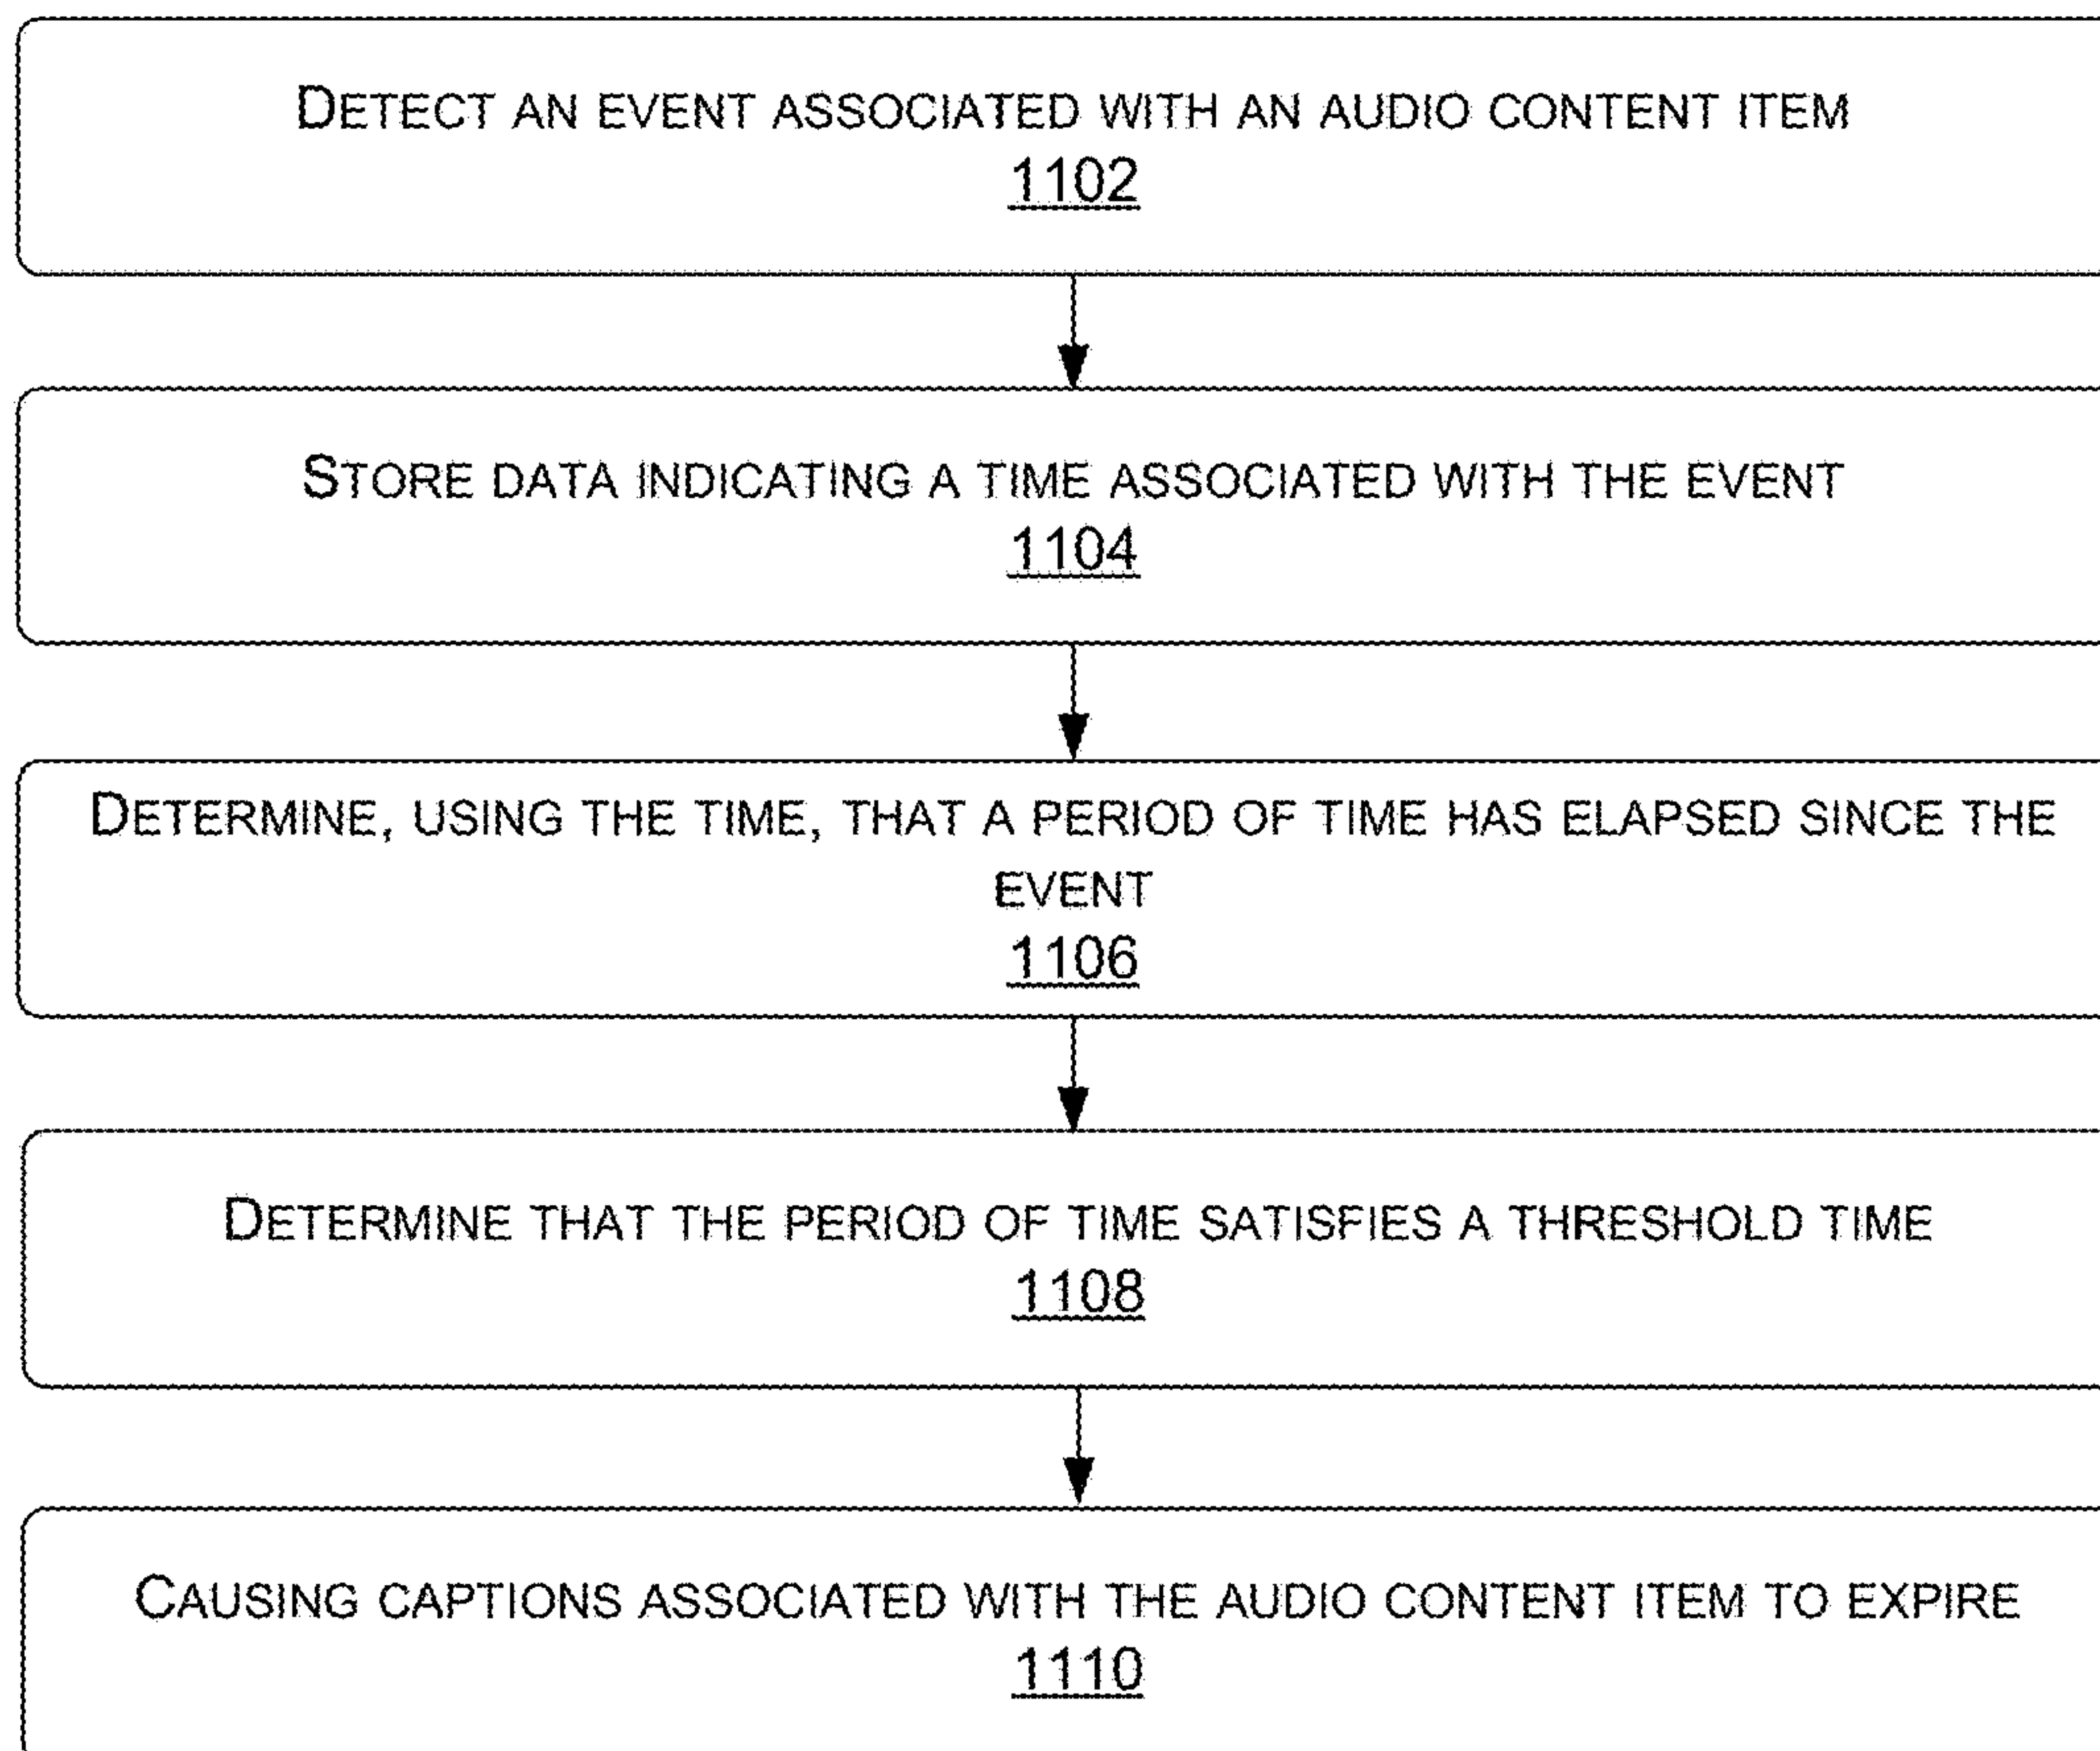 DETECT AN EVENT ASSOCIATED WITH AN AUDIO CONTENT ITEM
1102
STORE DATA INDICATING A TIME ASSOCIATED WITH THE EVENT
1104
DETERMINE, USING THE TIME, THAT A PERIOD OF TIME HAS ELAPSED SINCE THE
EVENT
1106
DETERMINE THAT THE PERIOD OF TIME SATISFIES A THRESHOLD TIME
1108
CAUSING CAPTIONS ASSOCIATED WITH THE AUDIO CONTENT ITEM TO EXPIRE
1110